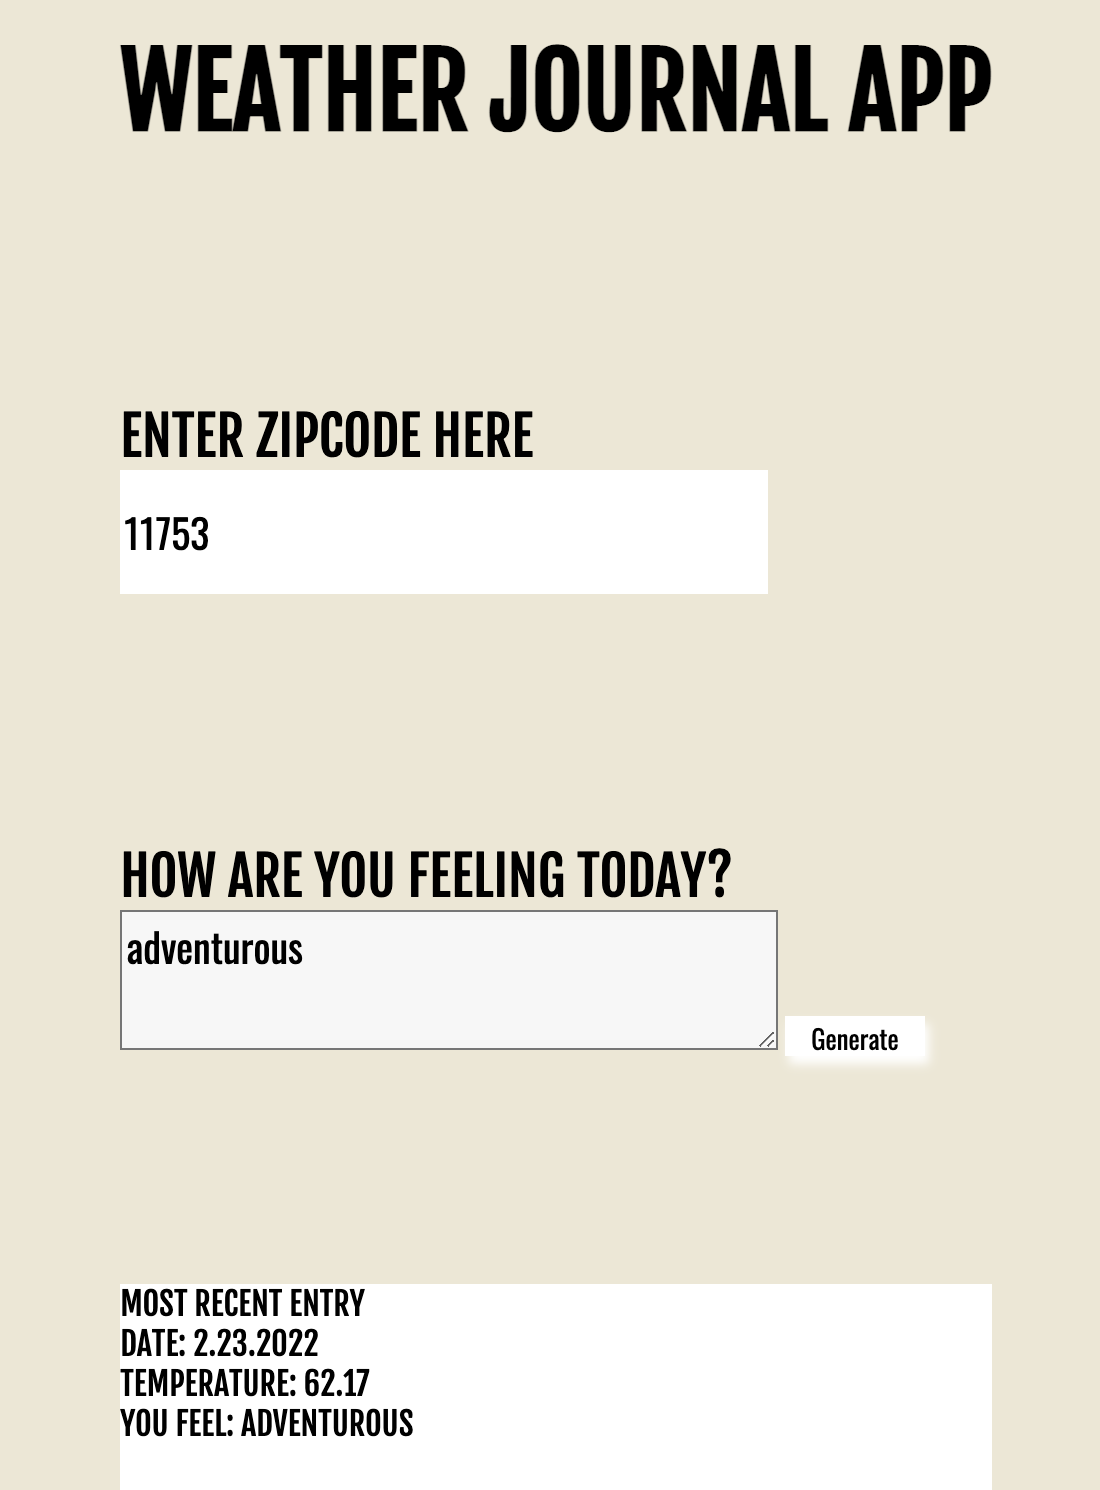 WEATHER JOURNAL APP
ENTER ZIPCODE HERE
11753
HOW ARE YOU FEELING TODAY?
adventurous
Generate
MOST RECENT ENTRY
DATE: 2.23.2022
TEMPERATURE: 62.17
YOU FEEL: ADVENTUROUS